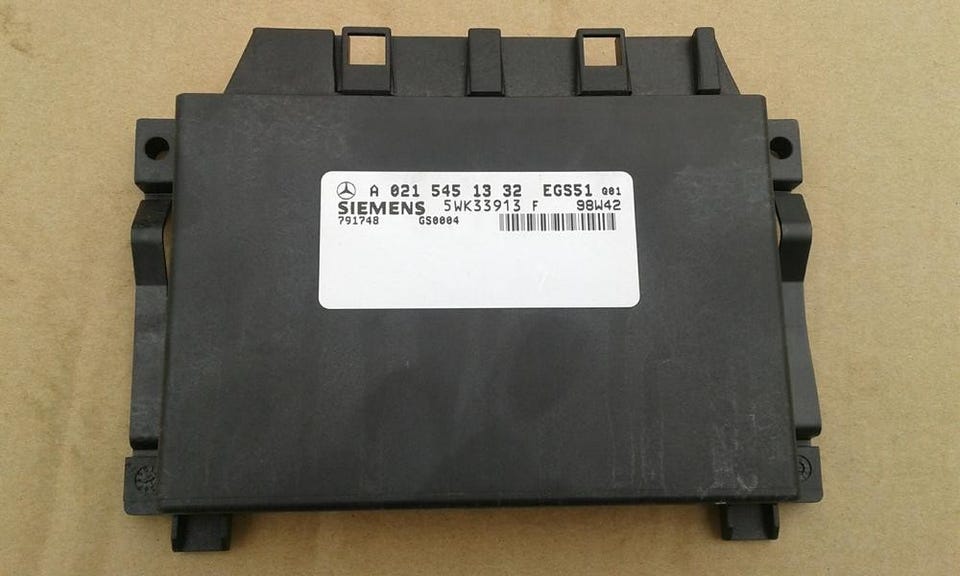 A 021 545 13 32 EGS51 Q01
SIEMENS 5WK33913 F 98W42
791748 GS0004